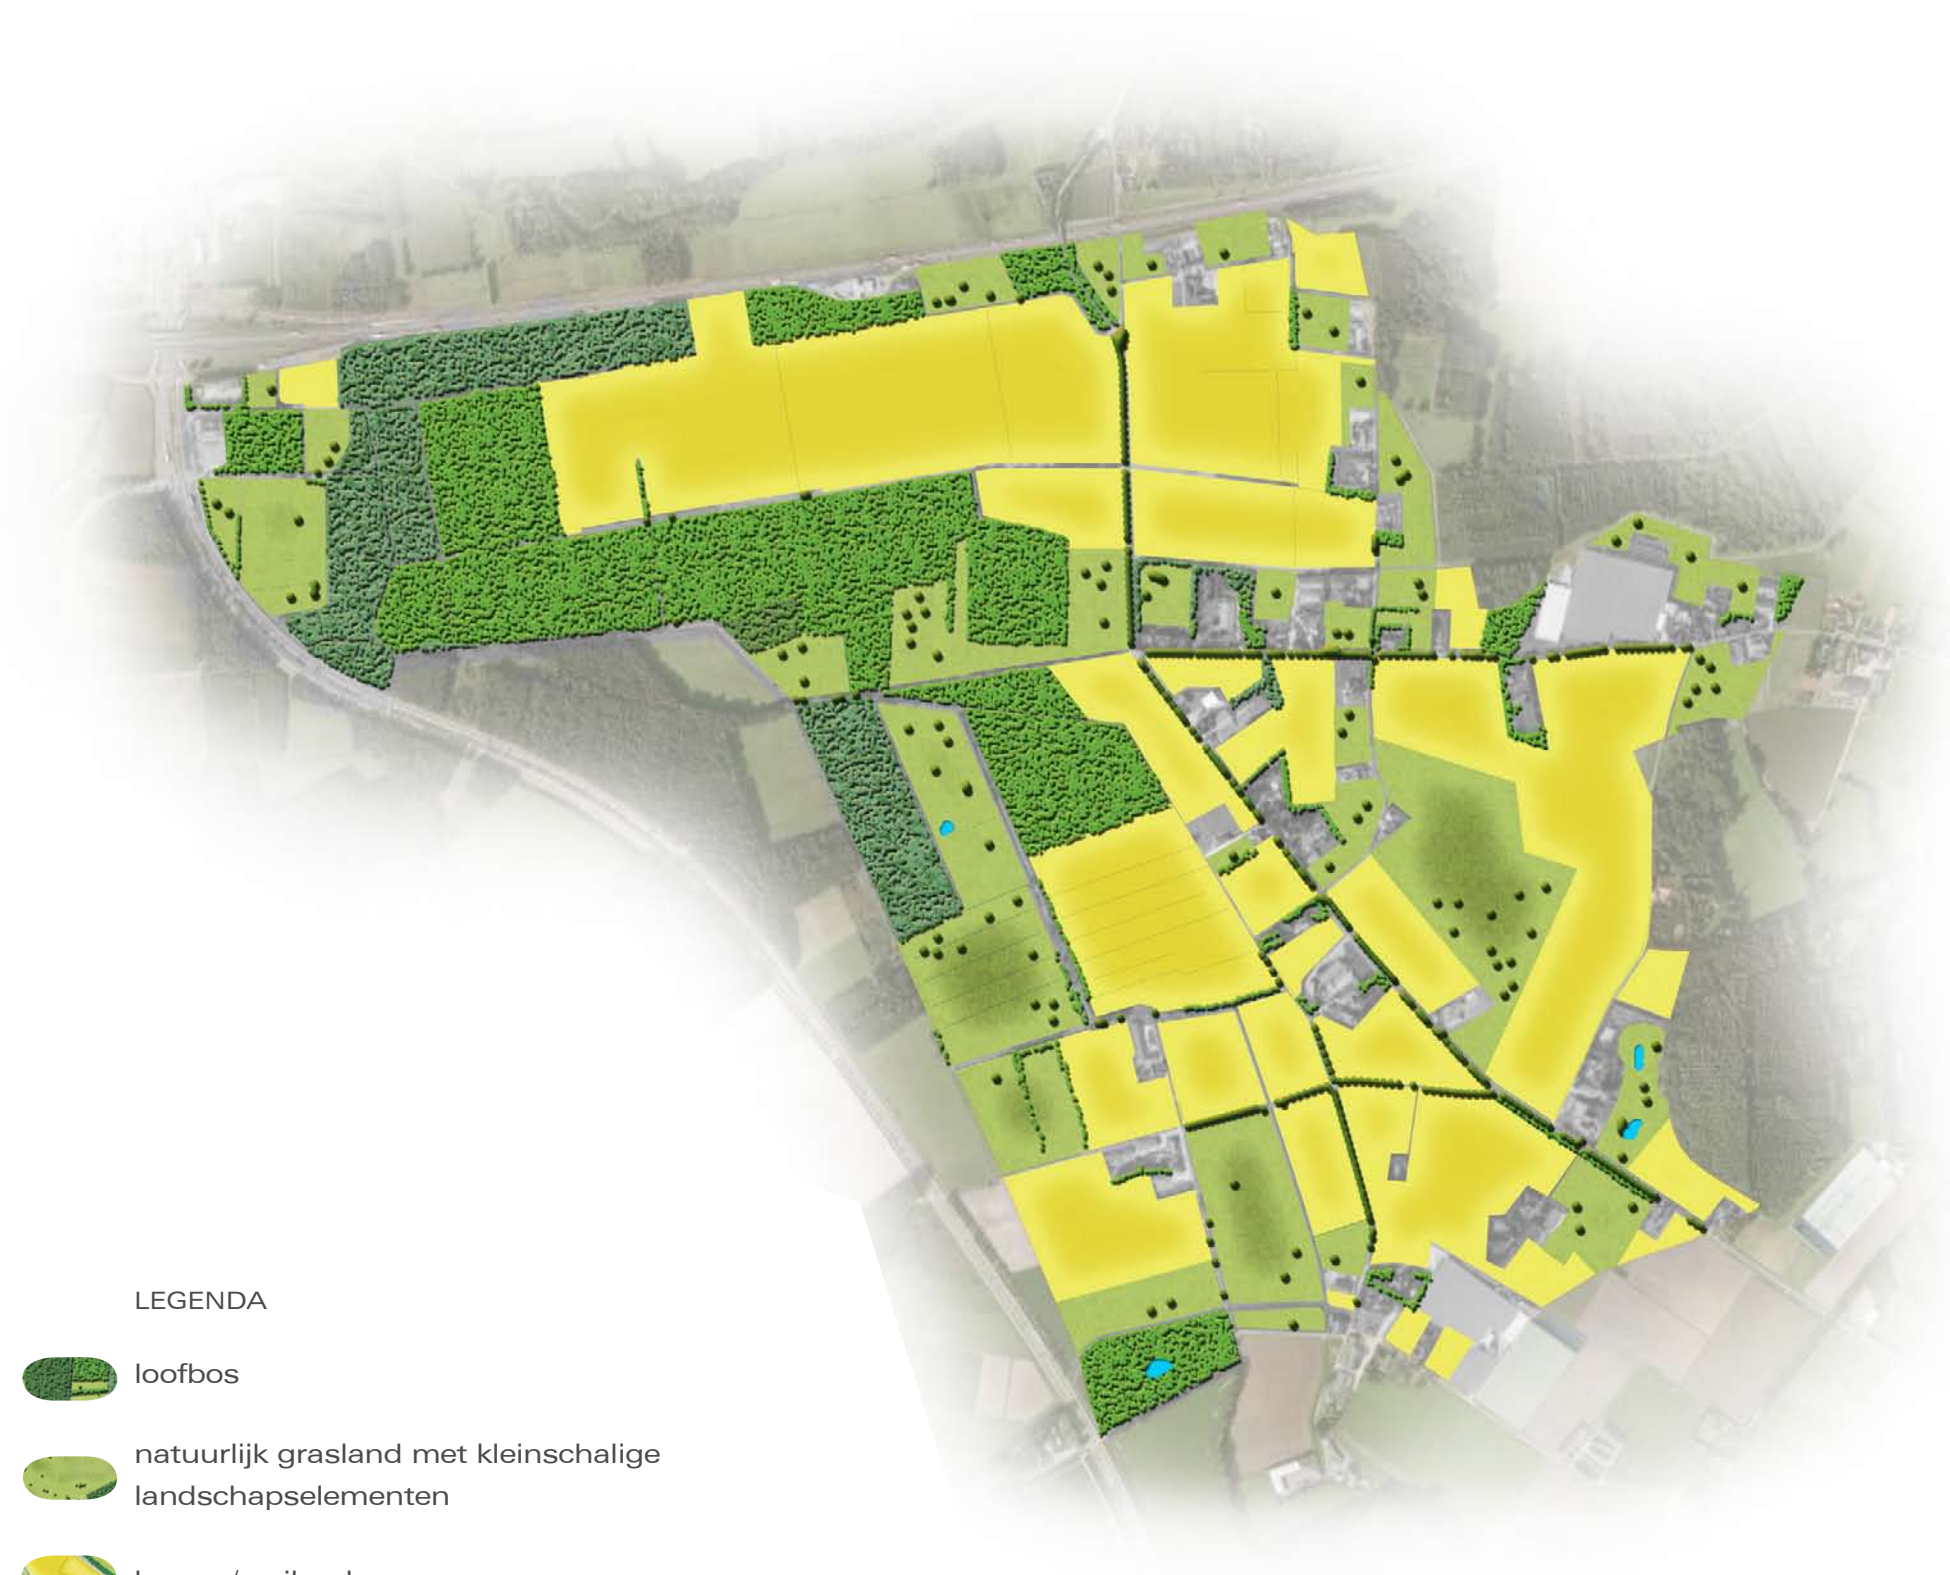 LEGENDA
loofbos
natuurlijk grasland met kleinschalige
landschapselementen